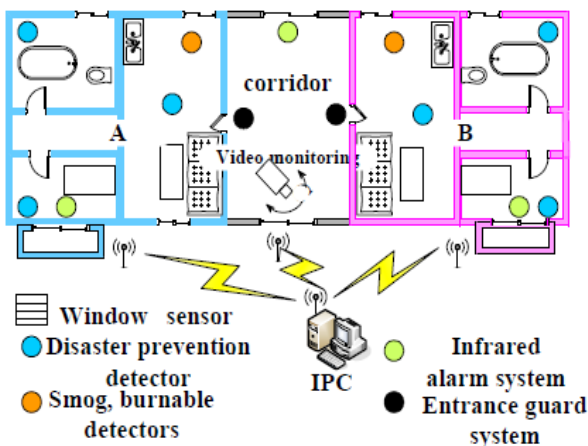 corridor
A
B
Video monitoring
Window sensor
Disaster prevention
detector
Smog, burnable
detectors
IPC
Infrared
alarm system
Entrance guard
system